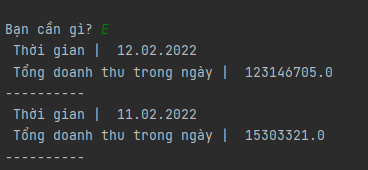 Bạn cần gì? E
Thời gian | 12.02.2022
Tổng doanh thu trong ngày | 123146705.0
----------
Thời gian | 11.02.2022
Tổng doanh thu trong ngày | 15303321.0
----------